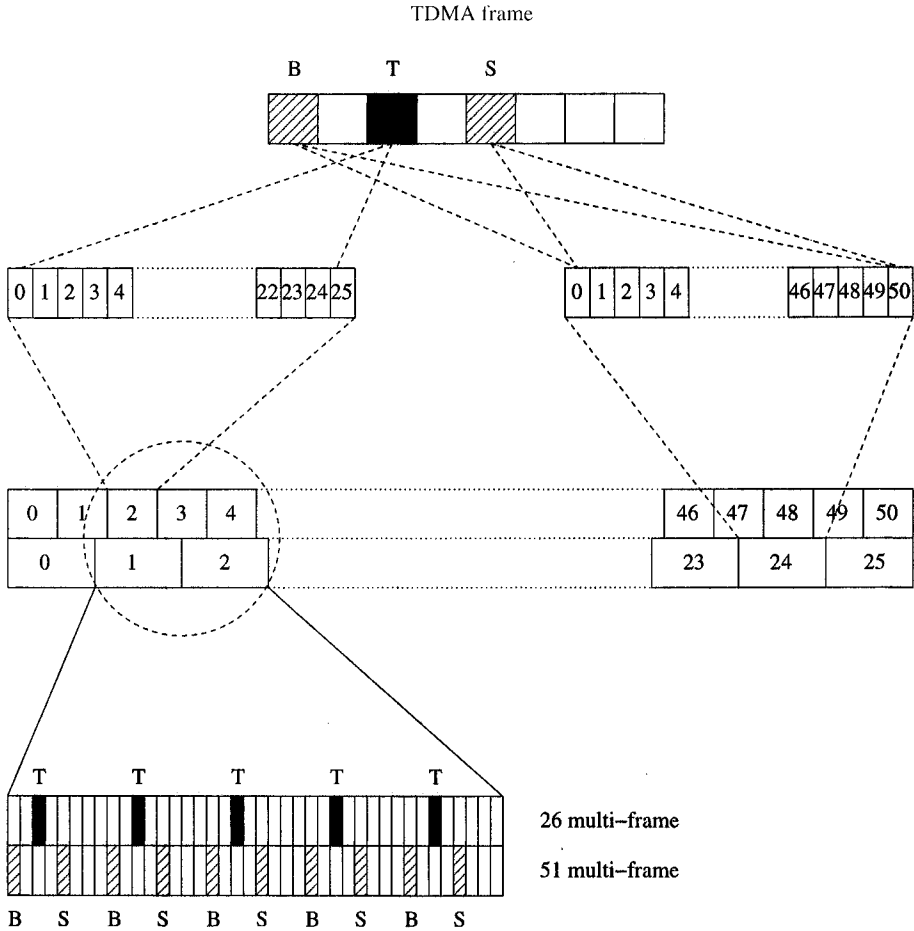 TDMA frame
B T S
0 1 2 3 4 22 23 24 25 0 1 2 3 4 46 47 48 49 50
0 1 2 3 4 46 47 48 49 50
0 1 2 23 24 25
T T T T T
26 multi-frame
51 multi-frame
B S B S B S B S B S